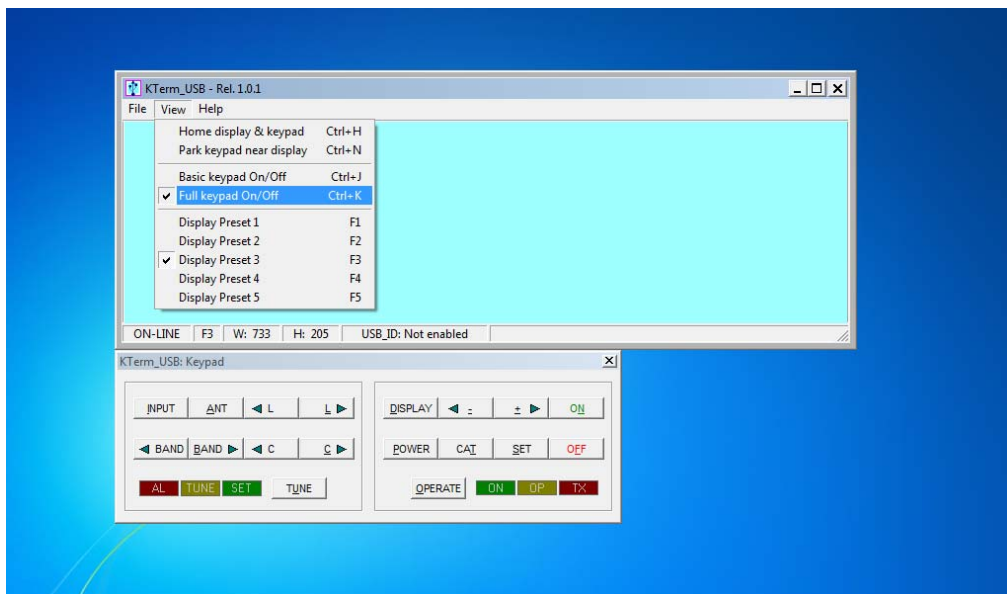 KTerm_USB - Rel. 1.0.1
File View Help
Home display & keypad Ctrl+H
Park keypad near display Ctrl+N
Basic keypad On/Off Ctrl+J
Full keypad On/Off Ctrl+K
Display Preset 1 F1
Display Preset 2 F2
Display Preset 3 F3
Display Preset 4 F4
Display Preset 5 F5
ON-LINE F3 W: 733 H: 205 USB_ID: Not enabled
KTerm_USB: Keypad
INPUT ANT ◄ L L ► DISPLAY ◄ - + ► ON
◄ BAND BAND ► ◄ C C ► POWER CAT SET OFF
AL TUNE SET TUNE OPERATE ON OP TX